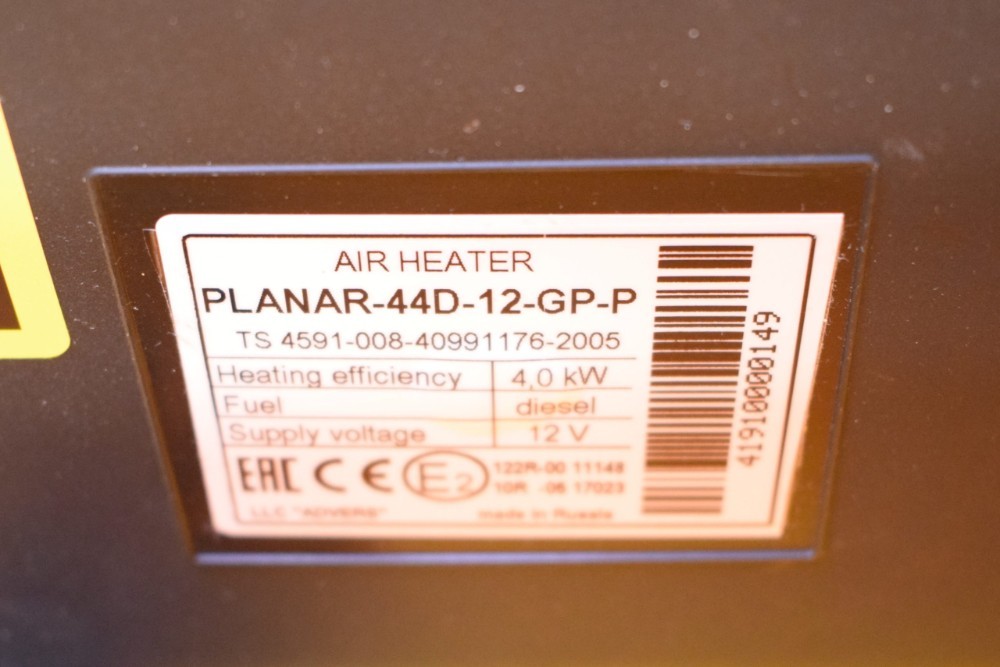 AIR HEATER
PLANAR-44D-12-GP-P
TS 4591-008-40991176-2005
Heating efficiency 4,0 kW
Fuel diesel
Supply voltage 12 V
EAC CE E2 122R-00 11148
10R -06 17023
LLC "ADVERS" made in Russia
41910000149